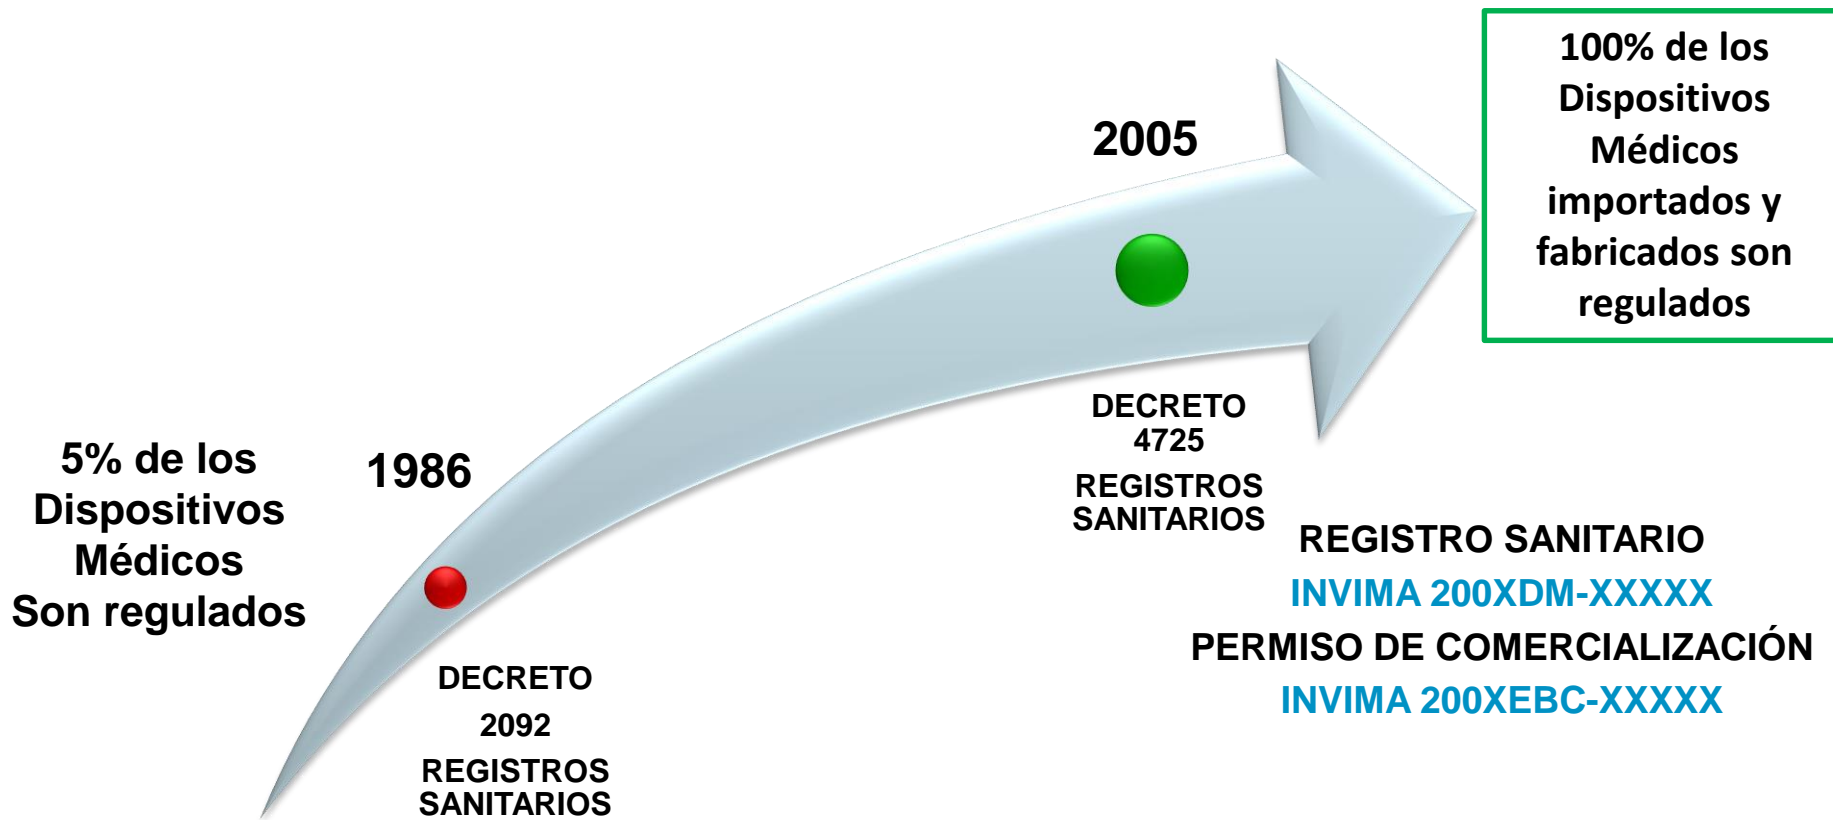 5% de los
Dispositivos
Médicos
Son regulados
1986
DECRETO
2092
REGISTROS
SANITARIOS
2005
DECRETO
4725
REGISTROS
SANITARIOS
100% de los
Dispositivos
Médicos
importados y
fabricados son
regulados
REGISTRO SANITARIO
INVIMA 200XDM-XXXXX
PERMISO DE COMERCIALIZACIÓN
INVIMA 200XEBC-XXXXX